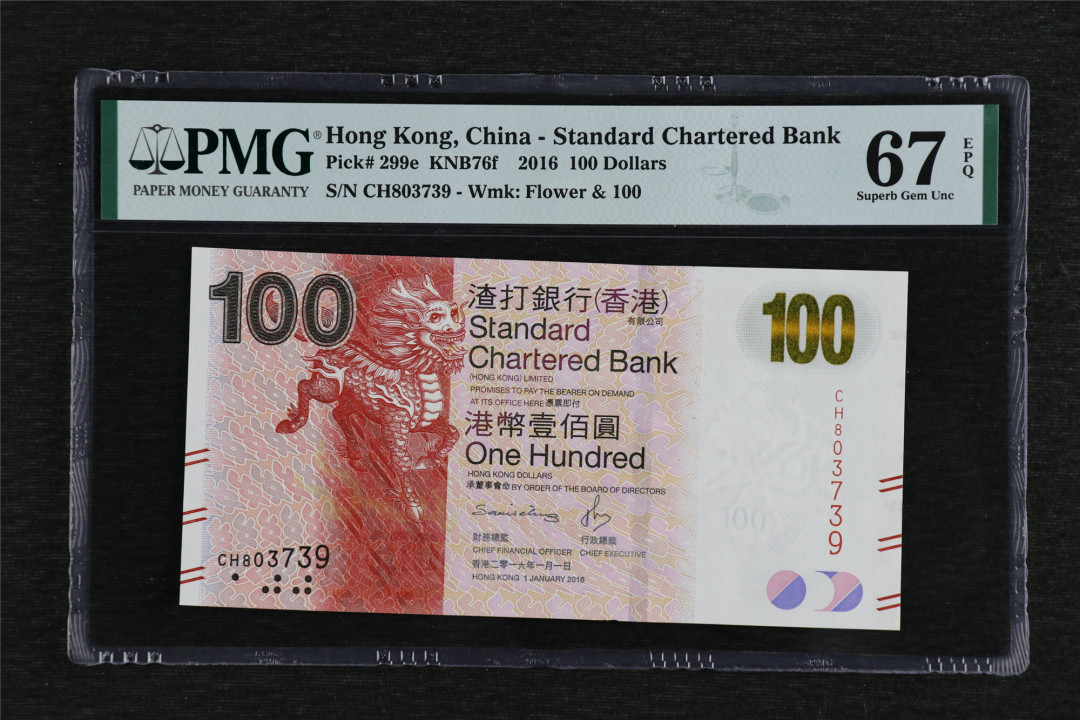 PMG®
PAPER MONEY GUARANTY
Hong Kong, China - Standard Chartered Bank
Pick# 299e KNB76f 2016 100 Dollars
S/N CH803739 - Wmk: Flower & 100
67
EPQ
Superb Gem Unc
100
渣打銀行(香港)
有限公司
Standard
Chartered Bank
(HONG KONG) LIMITED
PROMISES TO PAY THE BEARER ON DEMAND
AT ITS OFFICE HERE 憑票即付
港幣壹佰圓
One Hundred
HONG KONG DOLLARS
承董事會命 BY ORDER OF THE BOARD OF DIRECTORS
財務總監 行政總裁
CHIEF FINANCIAL OFFICER CHIEF EXECUTIVE
香港二零一六年一月一日
HONG KONG 1 JANUARY 2016
CH803739
100
CH803739
100